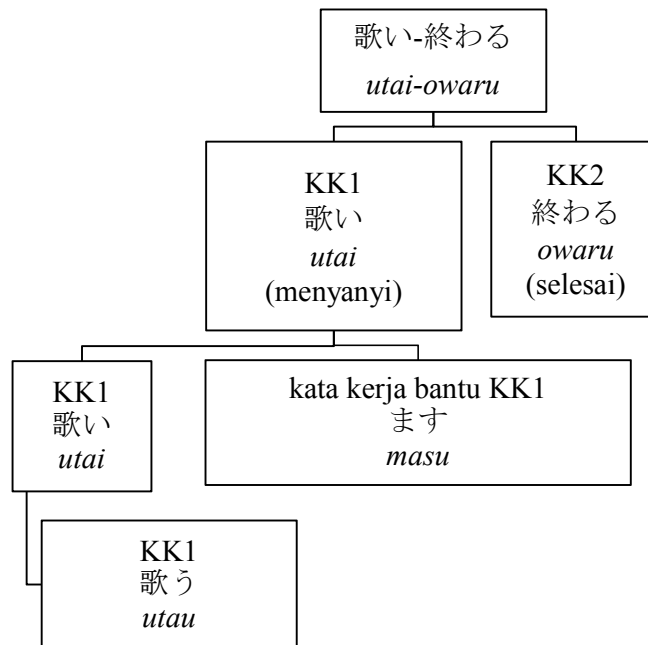 歌い-終わる
utai-owaru
KK1
歌い
utai
(menyanyi)
KK2
終わる
owaru
(selesai)
KK1
歌い
utai
kata kerja bantu KK1
ます
masu
KK1
歌う
utau